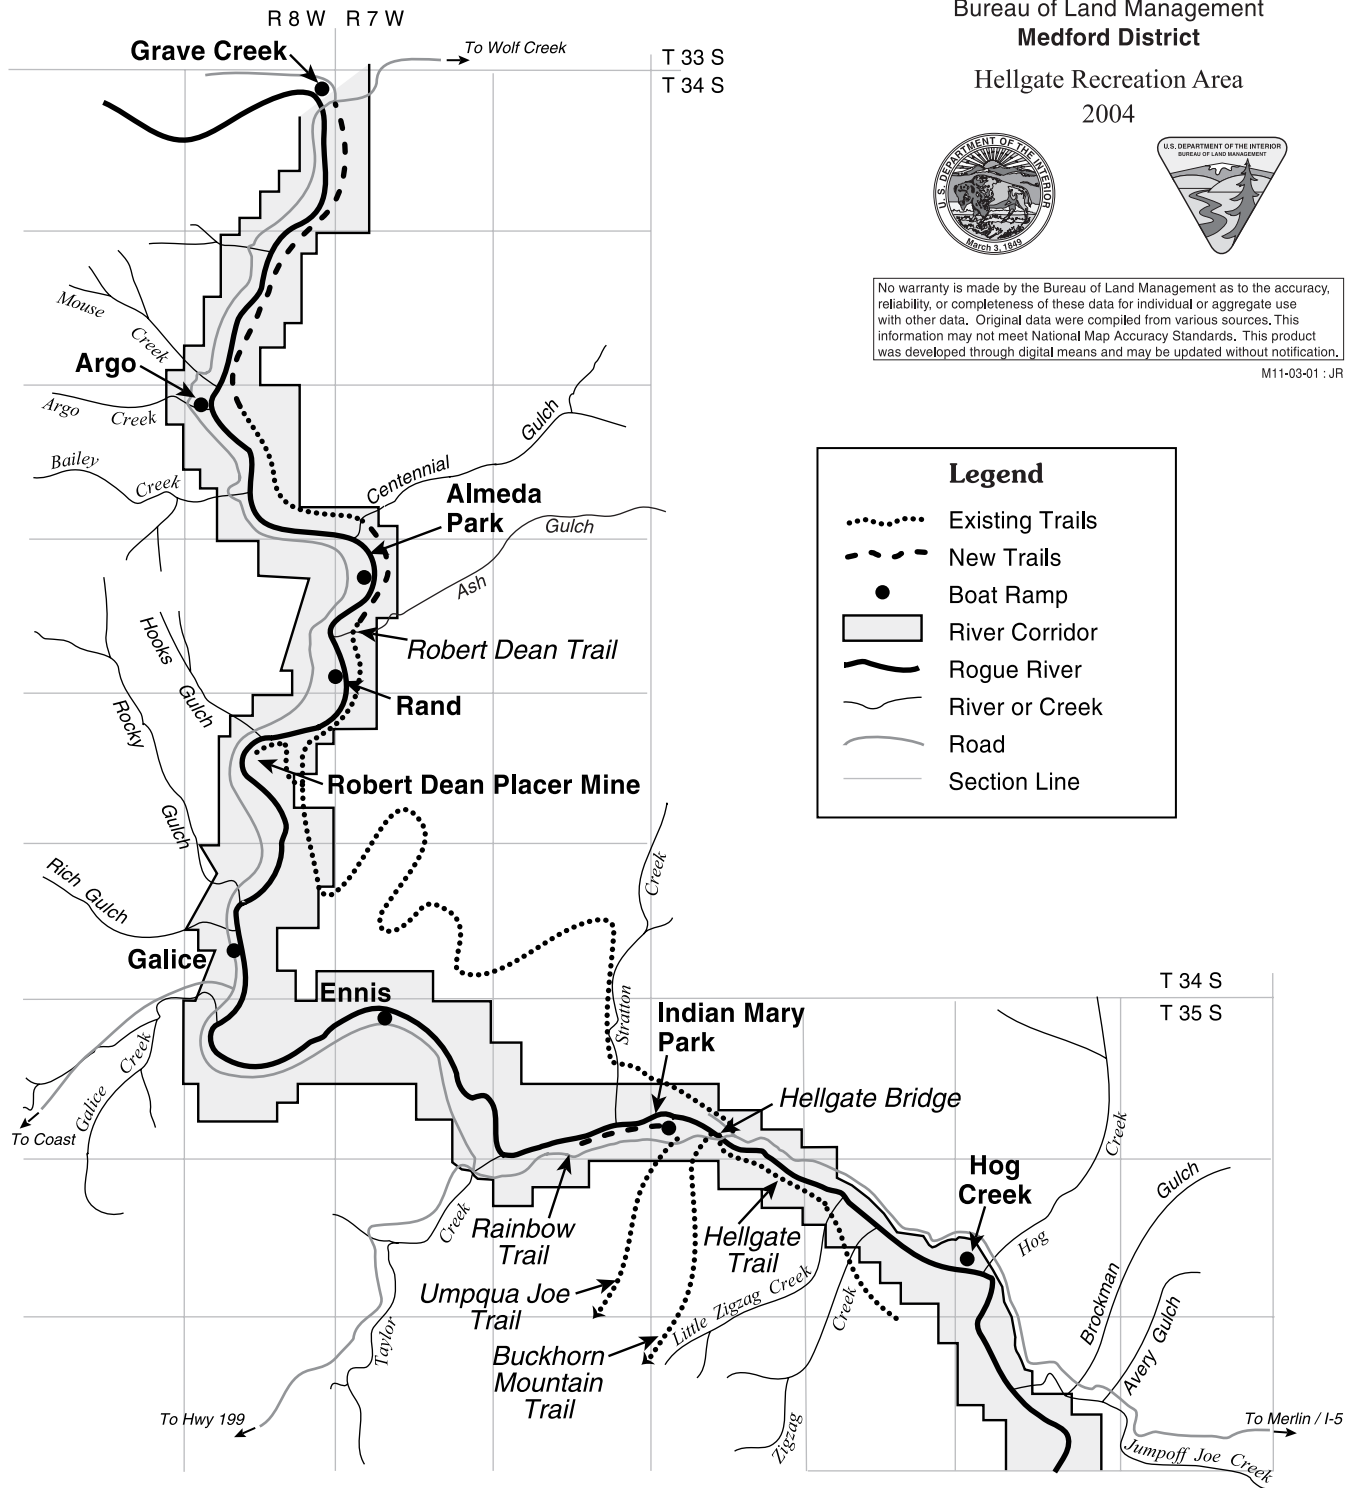 R 8 W R 7 W
Bureau of Land Management
Medford District
Hellgate Recreation Area
2004
Grave Creek
To Wolf Creek
T 33 S
T 34 S
U. S. DEPARTMENT OF THE INTERIOR
March 3, 1849
U.S. DEPARTMENT OF THE INTERIOR
BUREAU OF LAND MANAGEMENT
No warranty is made by the Bureau of Land Management as to the accuracy,
reliability, or completeness of these data for individual or aggregate use
with other data. Original data were compiled from various sources. This
information may not meet National Map Accuracy Standards. This product
was developed through digital means and may be updated without notification.
M11-03-01 : JR
Mouse
Creek
Argo
Argo
Creek
Bailey
Creek
Centennial
Gulch
Almeda
Park
Ash
Gulch
Legend
Existing Trails
New Trails
Boat Ramp
River Corridor
Rogue River
River or Creek
Road
Section Line
Hooks
Gulch
Robert Dean Trail
Rand
Rocky
Gulch
Robert Dean Placer Mine
Rich Gulch
Galice
Ennis
Creek
Stratton
T 34 S
T 35 S
Indian Mary
Park
Hellgate Bridge
Galice Creek
To Coast
Hog
Creek
Creek
Hog
Gulch
Brockman
Avery Gulch
Creek
Taylor
Rainbow
Trail
Hellgate
Trail
Umpqua Joe
Trail
Little Zigzag Creek
Creek
Zigzag
Buckhorn
Mountain
Trail
To Hwy 199
To Merlin / I-5
Jumpoff Joe Creek